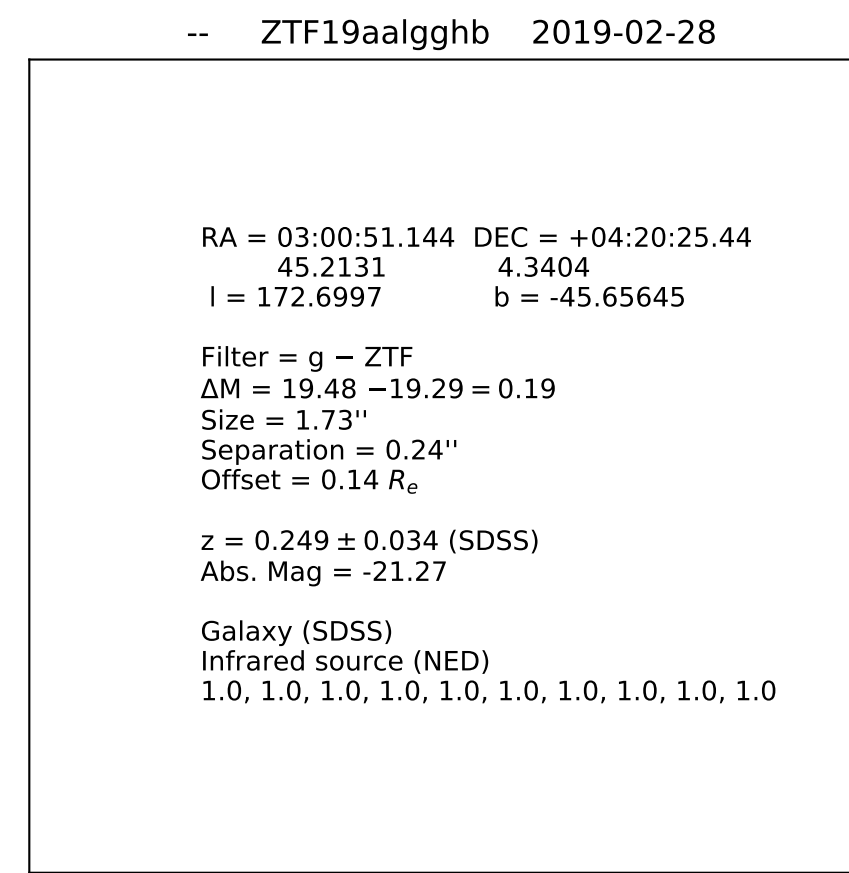 -- ZTF19aalgghb 2019-02-28
RA = 03:00:51.144 DEC = +04:20:25.44
45.2131 4.3404
l = 172.6997 b = -45.65645
Filter = g − ZTF
ΔM = 19.48 −19.29 = 0.19
Size = 1.73''
Separation = 0.24''
Offset = 0.14 Rₑ
z = 0.249 ± 0.034 (SDSS)
Abs. Mag = -21.27
Galaxy (SDSS)
Infrared source (NED)
1.0, 1.0, 1.0, 1.0, 1.0, 1.0, 1.0, 1.0, 1.0, 1.0